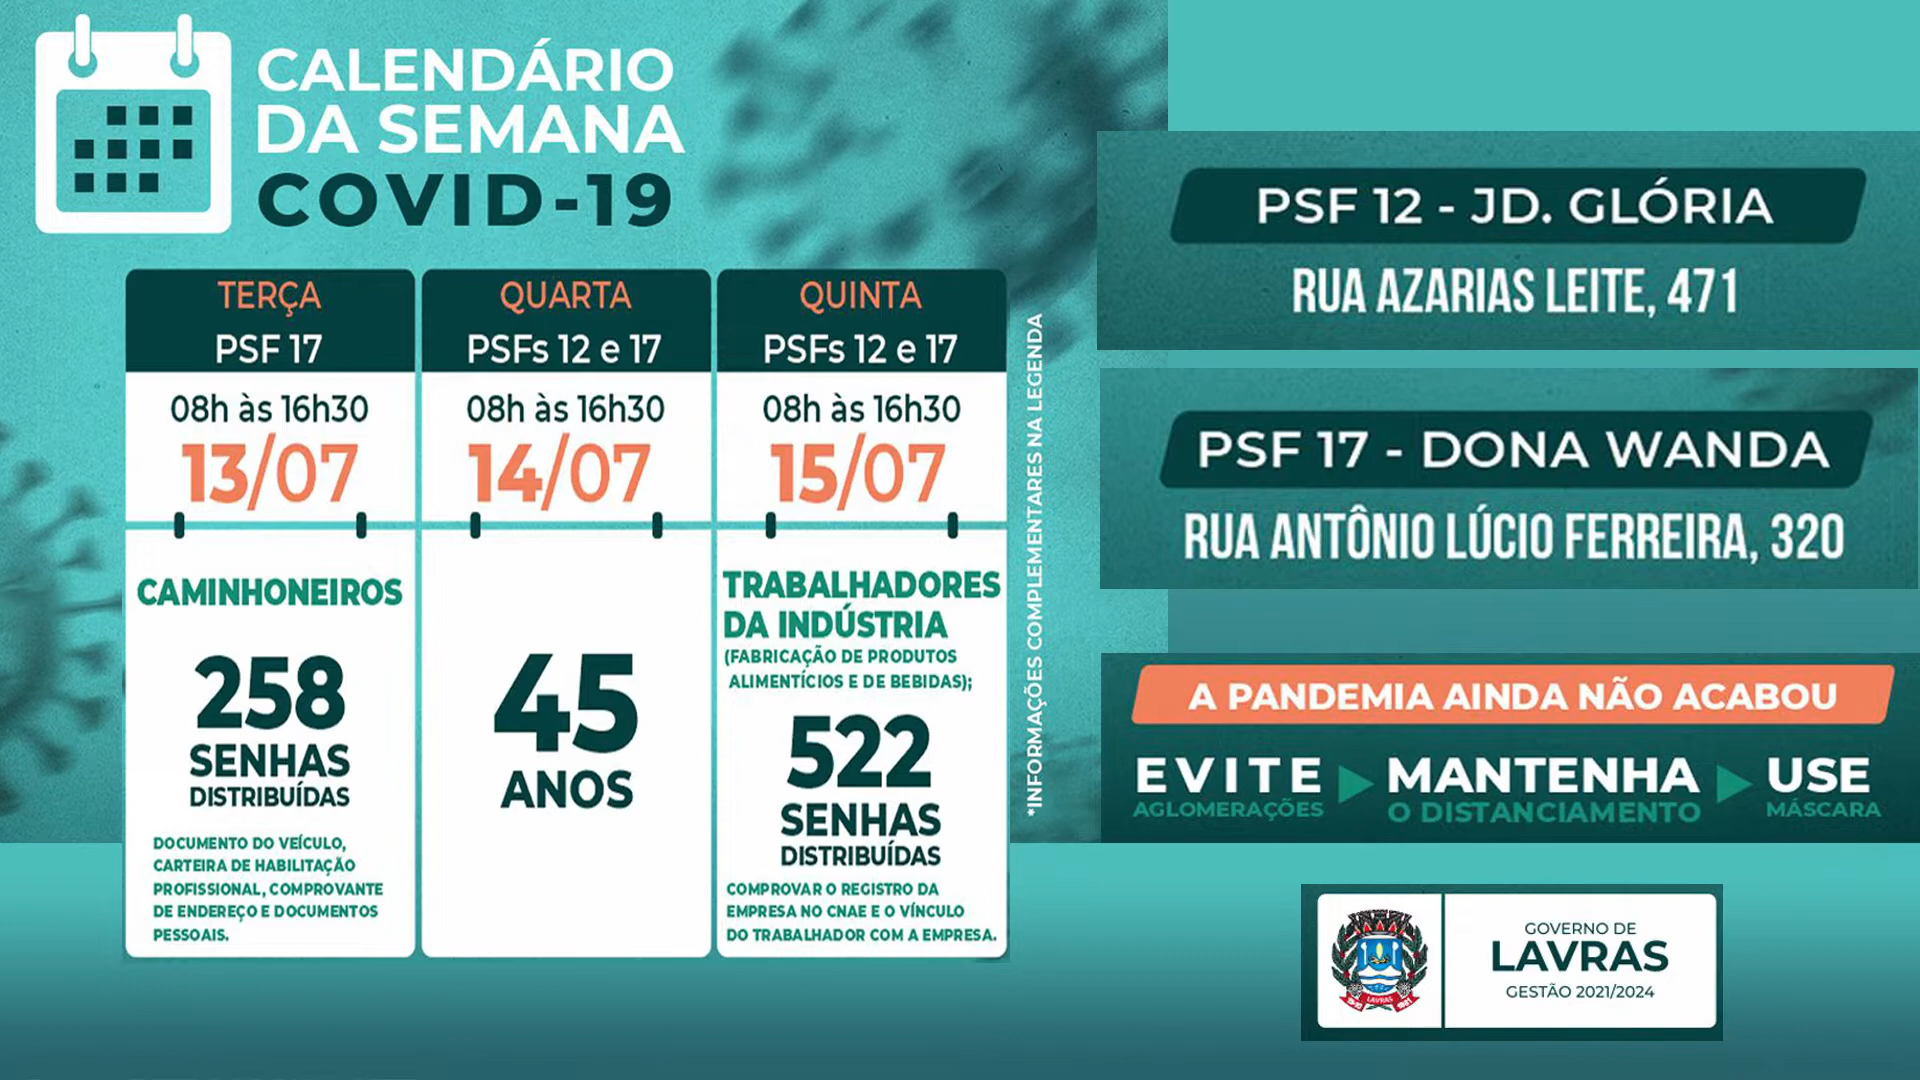 CALENDÁRIO
DA SEMANA
COVID-19
TERÇA
PSF 17
08h às 16h30
13/07
CAMINHONEIROS
258
SENHAS
DISTRIBUÍDAS
DOCUMENTO DO VEÍCULO,
CARTEIRA DE HABILITAÇÃO
PROFISSIONAL, COMPROVANTE
DE ENDEREÇO E DOCUMENTOS
PESSOAIS.
QUARTA
PSFs 12 e 17
08h às 16h30
14/07
45
ANOS
QUINTA
PSFs 12 e 17
08h às 16h30
15/07
TRABALHADORES
DA INDÚSTRIA
(FABRICAÇÃO DE PRODUTOS
ALIMENTÍCIOS E DE BEBIDAS);
522
SENHAS
DISTRIBUÍDAS
COMPROVAR O REGISTRO DA
EMPRESA NO CNAE E O VÍNCULO
DO TRABALHADOR COM A EMPRESA.
*INFORMAÇÕES COMPLEMENTARES NA LEGENDA
PSF 12 - JD. GLÓRIA
RUA AZARIAS LEITE, 471
PSF 17 - DONA WANDA
RUA ANTÔNIO LÚCIO FERREIRA, 320
A PANDEMIA AINDA NÃO ACABOU
EVITE
AGLOMERAÇÕES
MANTENHA
O DISTANCIAMENTO
USE
MÁSCARA
LAVRAS
GOVERNO DE
LAVRAS
GESTÃO 2021/2024